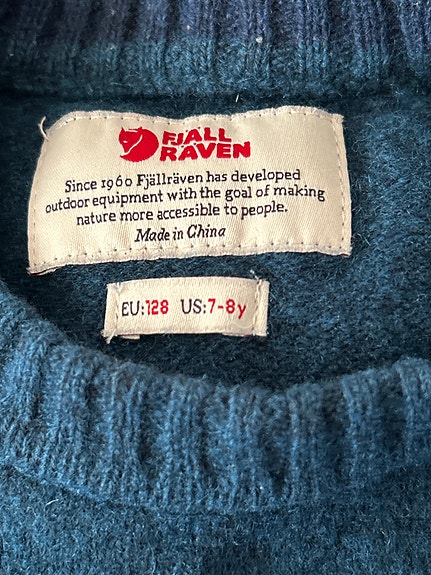 FJÄLL
RÄVEN
Since 1960 Fjällräven has developed
outdoor equipment with the goal of making
nature more accessible to people.
Made in China
EU:128 US:7-8y